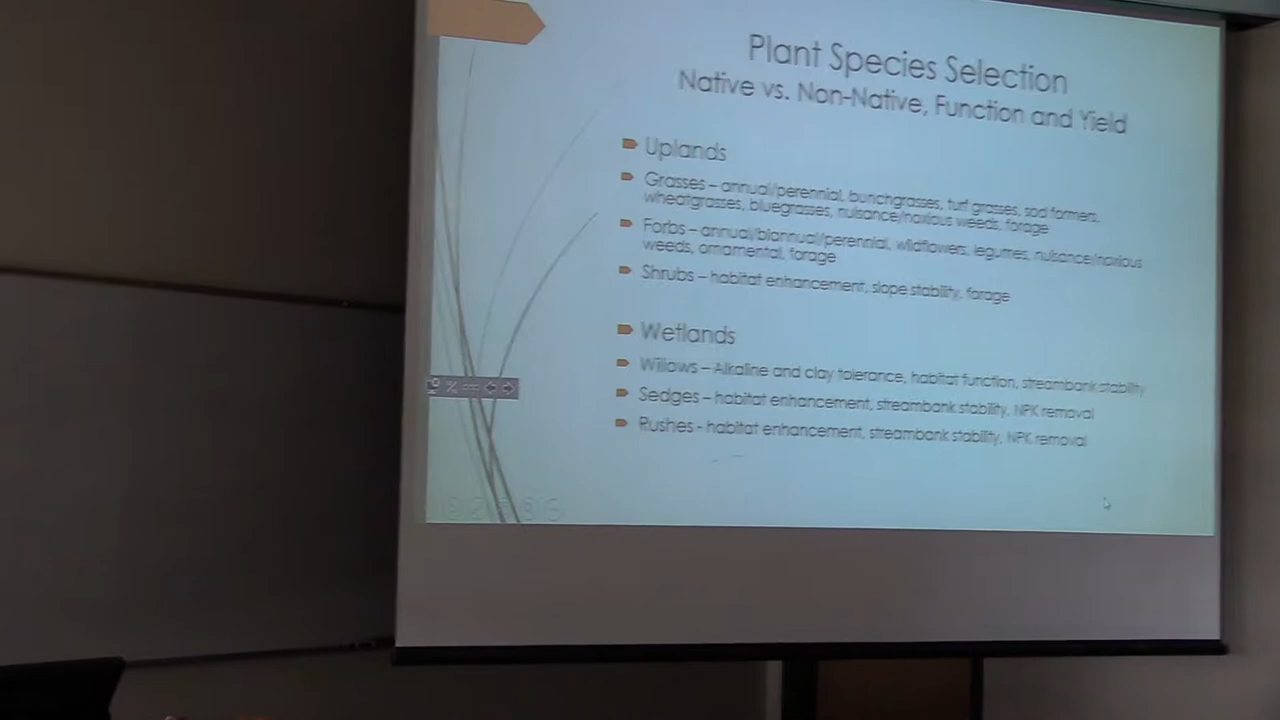 Plant Species Selection
Native vs. Non-Native, Function and Yield
Uplands
Grasses – annual/perennial, bunchgrasses, turf grasses, sod formers,
wheatgrasses, bluegrasses, nuisance/noxious weeds, forage
Forbs – annual/biannual/perennial, wildflowers, legumes, nuisance/noxious
weeds, ornamental, forage
Shrubs – habitat enhancement, slope stability, forage
Wetlands
Willows – Alkaline and clay tolerance, habitat function, streambank stability
Sedges – habitat enhancement, streambank stability, NPK removal
Rushes - habitat enhancement, streambank stability, NPK removal